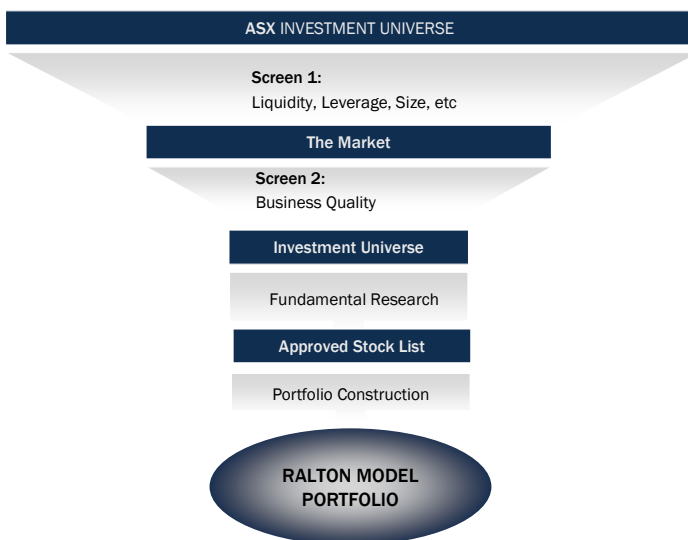 ASX INVESTMENT UNIVERSE
Screen 1:
Liquidity, Leverage, Size, etc
The Market
Screen 2:
Business Quality
Investment Universe
Fundamental Research
Approved Stock List
Portfolio Construction
RALTON MODEL
PORTFOLIO